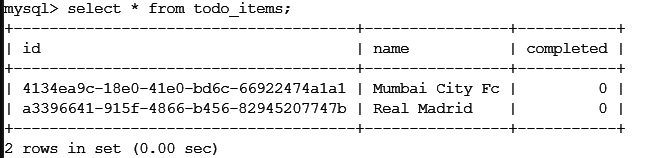 mysql> select * from todo_items;
+--------------------------------------+----------------+-----------+
| id                                   | name           | completed |
+--------------------------------------+----------------+-----------+
| 4134ea9c-18e0-41e0-bd6c-66922474a1a1 | Mumbai City Fc |         0 |
| a3396641-915f-4866-b456-82945207747b | Real Madrid    |         0 |
+--------------------------------------+----------------+-----------+
2 rows in set (0.00 sec)